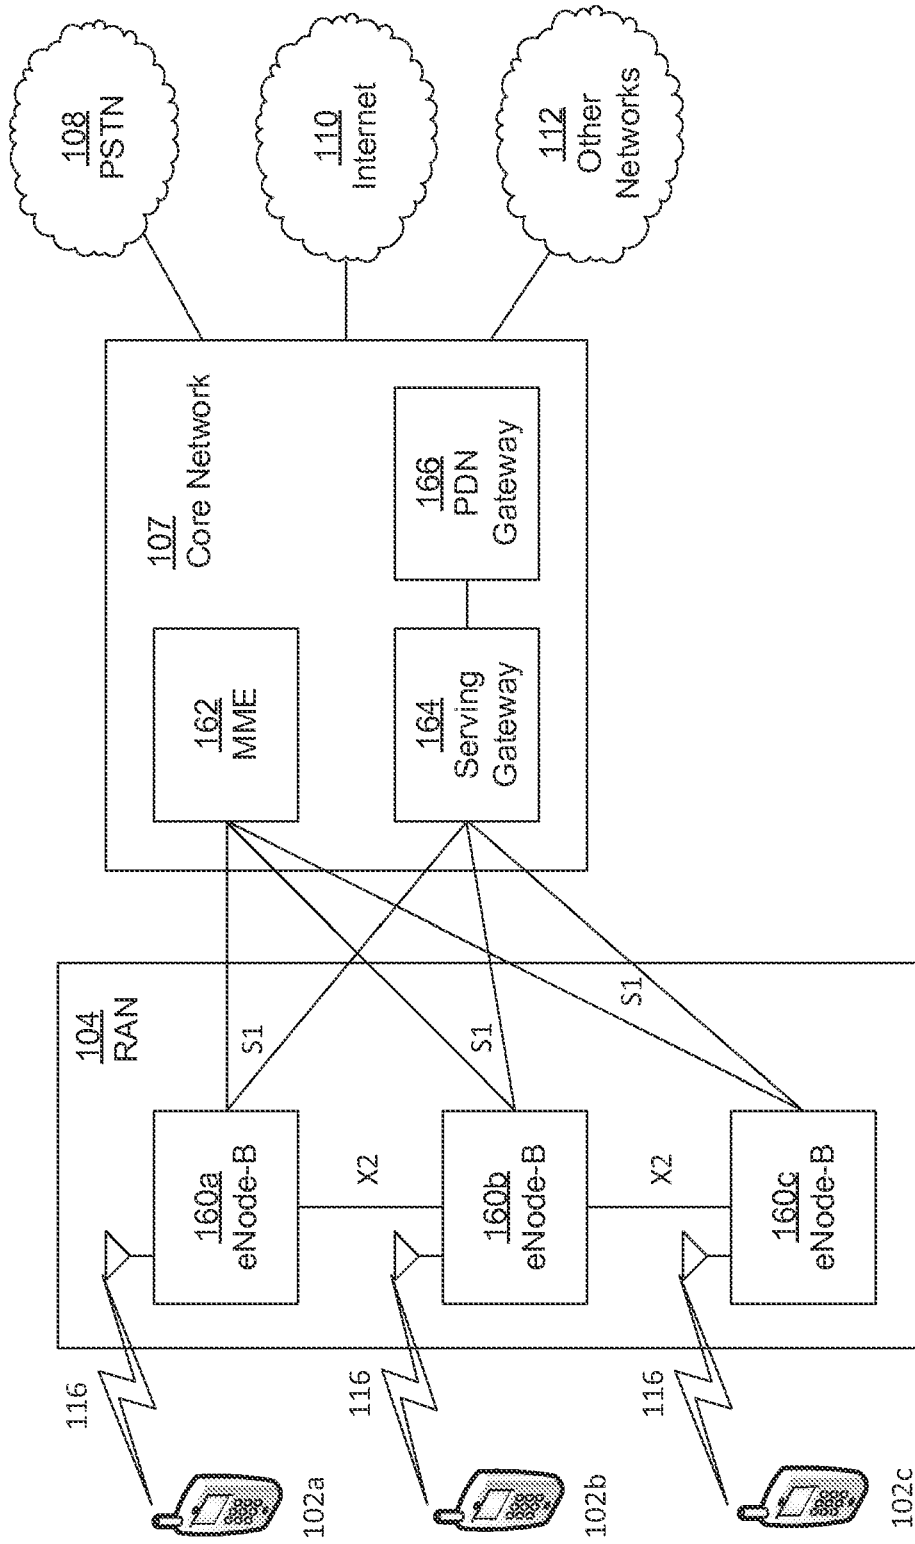 116
102a
116
102b
116
102c
104
RAN
160a
eNode-B
X2
160b
eNode-B
X2
160c
eNode-B
S1
S1
S1
107
Core Network
162
MME
164
Serving
Gateway
166
PDN
Gateway
108
PSTN
110
Internet
112
Other
Networks